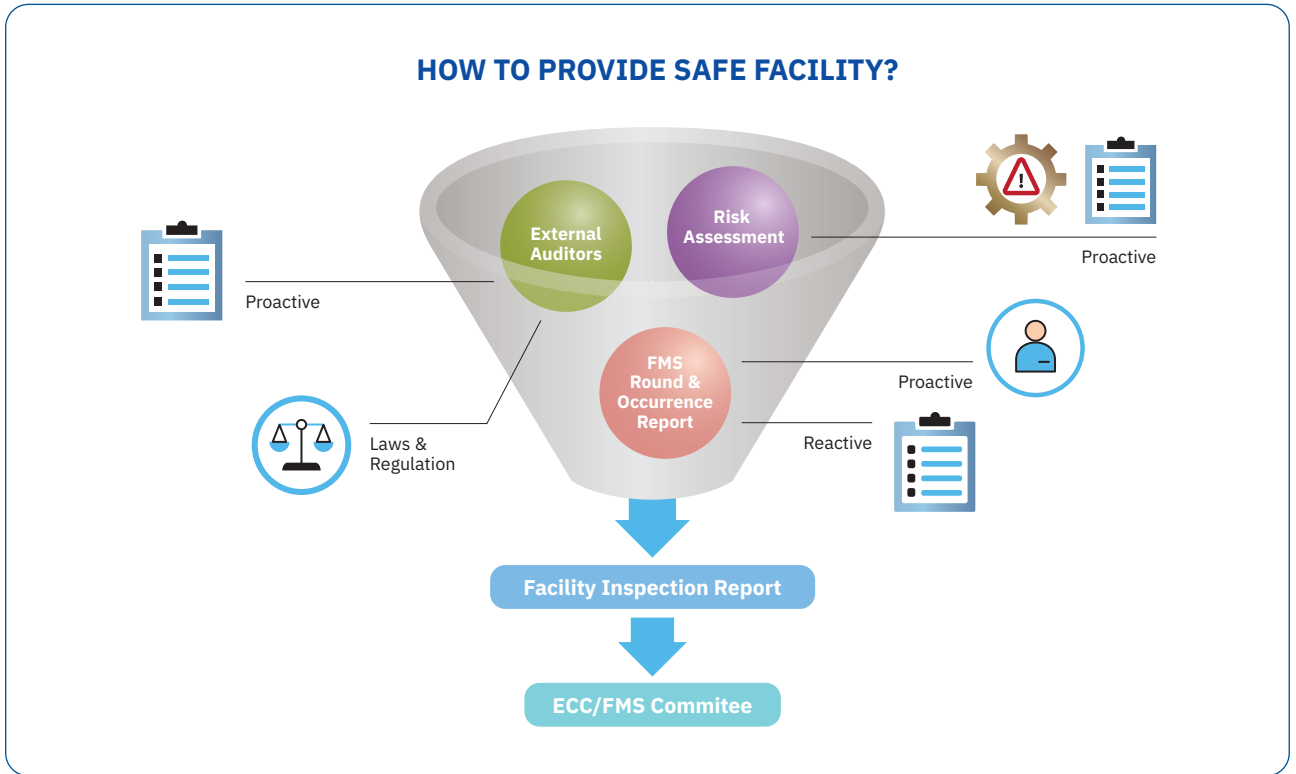 HOW TO PROVIDE SAFE FACILITY?
External
Auditors
Risk
Assessment
Proactive
Proactive
FMS
Round &
Occurrence
Report
Proactive
Reactive
Laws &
Regulation
Facility Inspection Report
ECC/FMS Commitee